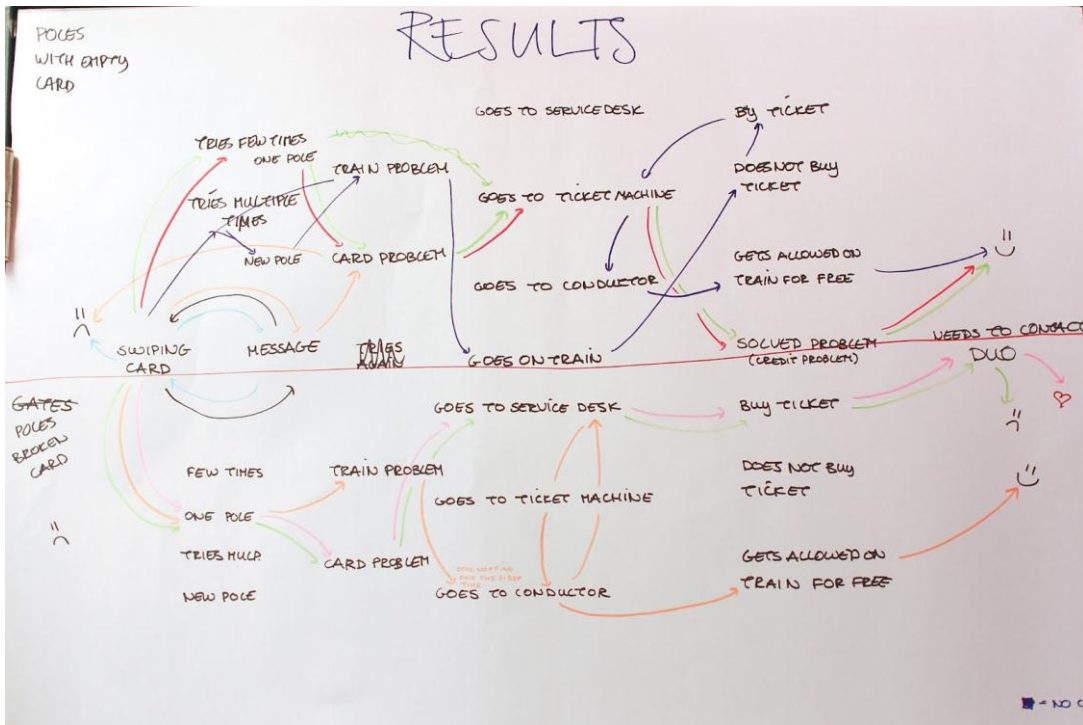 RESULTS
POLES
WITH EMPTY
CARD
GOES TO SERVICE DESK
BY TICKET
TRIES FEW TIMES
ONE POLE
TRAIN PROBLEM
DOES NOT BUY
TICKET
TRIES MULTIPLE
TIMES
GOES TO TICKET MACHINE
NEW POLE
CARD PROBLEM
GETS ALLOWED ON
TRAIN FOR FREE
GOES TO CONDUCTOR
SWIPING
CARD
MESSAGE
TRIES
AGAIN
GOES ON TRAIN
SOLVED PROBLEM
(CREDIT PROBLEM)
NEEDS TO CONTAC
DUO
GATES
POLES
BROKEN
CARD
GOES TO SERVICE DESK
BUY TICKET
FEW TIMES
TRAIN PROBLEM
DOES NOT BUY
TICKET
GOES TO TICKET MACHINE
ONE POLE
TRIES MULP.
CARD PROBLEM
GETS ALLOWED ON
TRAIN FOR FREE
NEW POLE
THE FIRST
TIME
GOES TO CONDUCTOR
= NO C